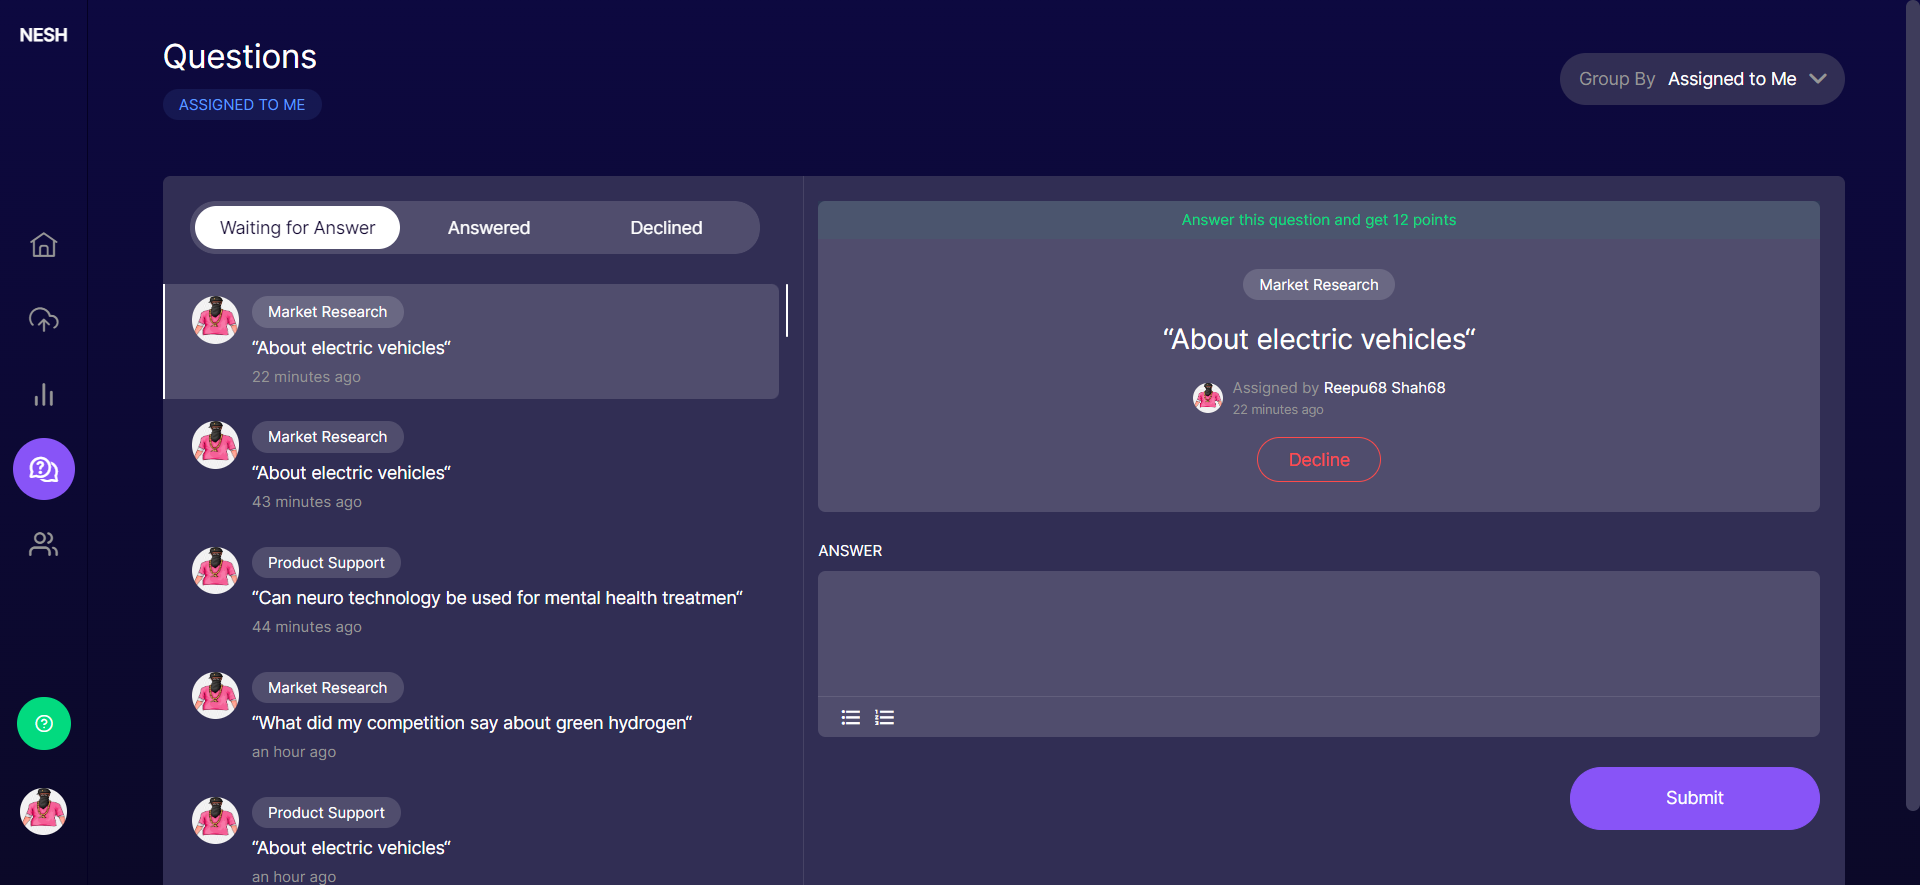 NESH
Questions
ASSIGNED TO ME
Group By Assigned to Me
Waiting for Answer
Answered
Declined
Market Research
“About electric vehicles“
22 minutes ago
Market Research
“About electric vehicles“
43 minutes ago
Product Support
“Can neuro technology be used for mental health treatmen“
44 minutes ago
Market Research
“What did my competition say about green hydrogen“
an hour ago
Product Support
“About electric vehicles“
an hour ago
Answer this question and get 12 points
Market Research
“About electric vehicles“
Assigned by Reepu68 Shah68
22 minutes ago
Decline
ANSWER
Submit